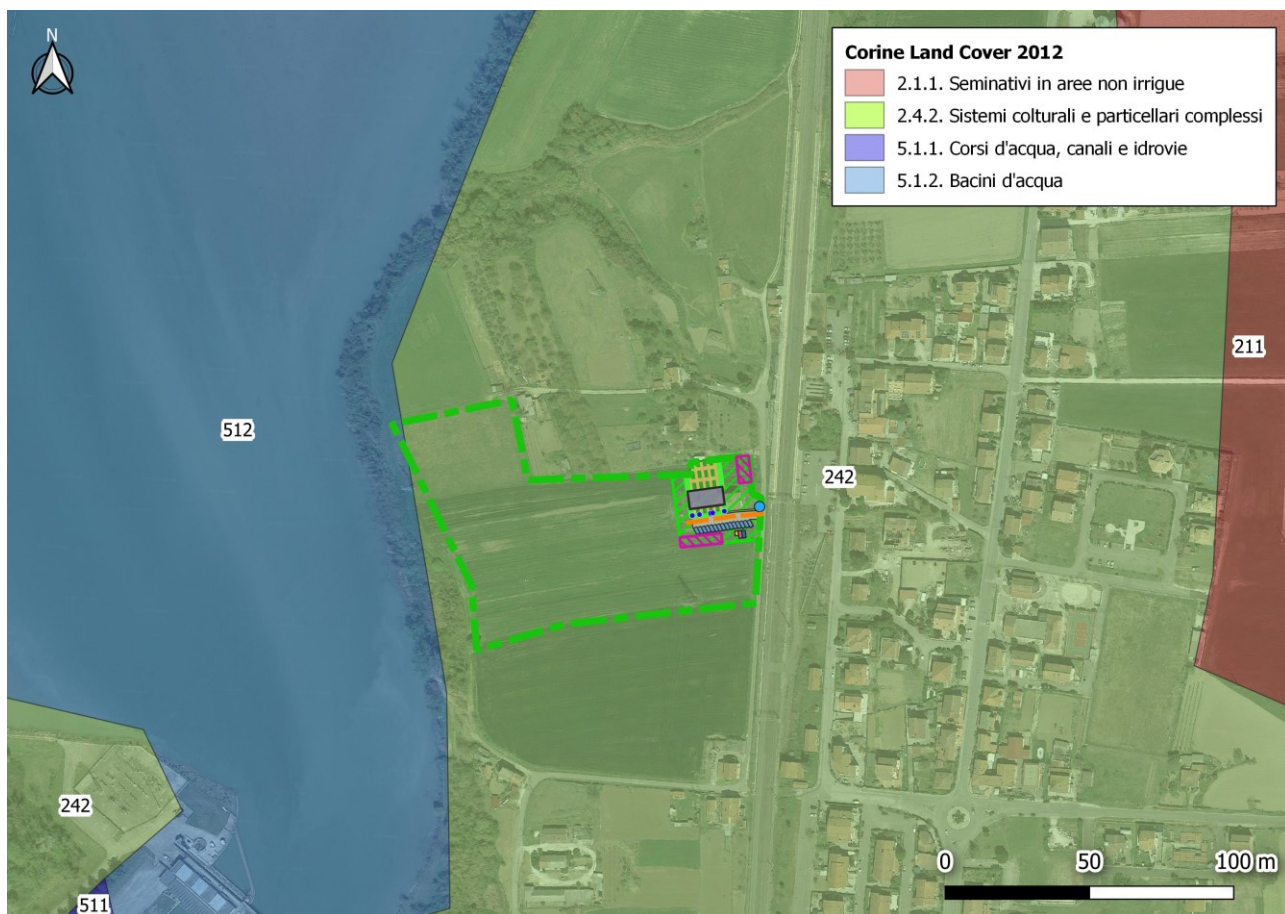 N
Corine Land Cover 2012
2.1.1. Seminativi in aree non irrigue
2.4.2. Sistemi colturali e particellari complessi
5.1.1. Corsi d'acqua, canali e idrovie
5.1.2. Bacini d'acqua
211
512
242
242
511
0 50 100 m